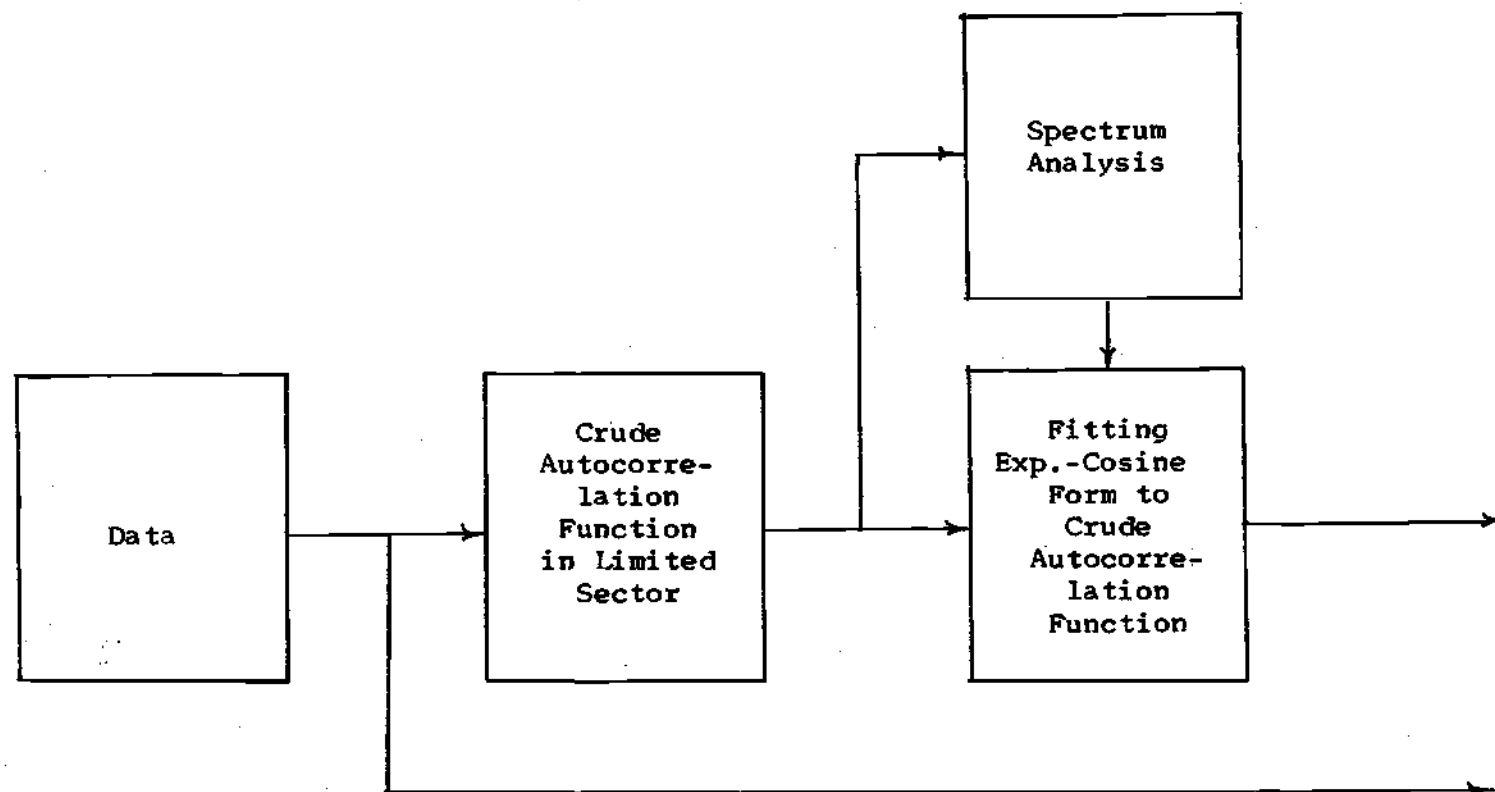 Spectrum
Analysis
Data
Crude
Autocorre-
lation
Function
in Limited
Sector
Fitting
Exp.-Cosine
Form to
Crude
Autocorre-
lation
Function